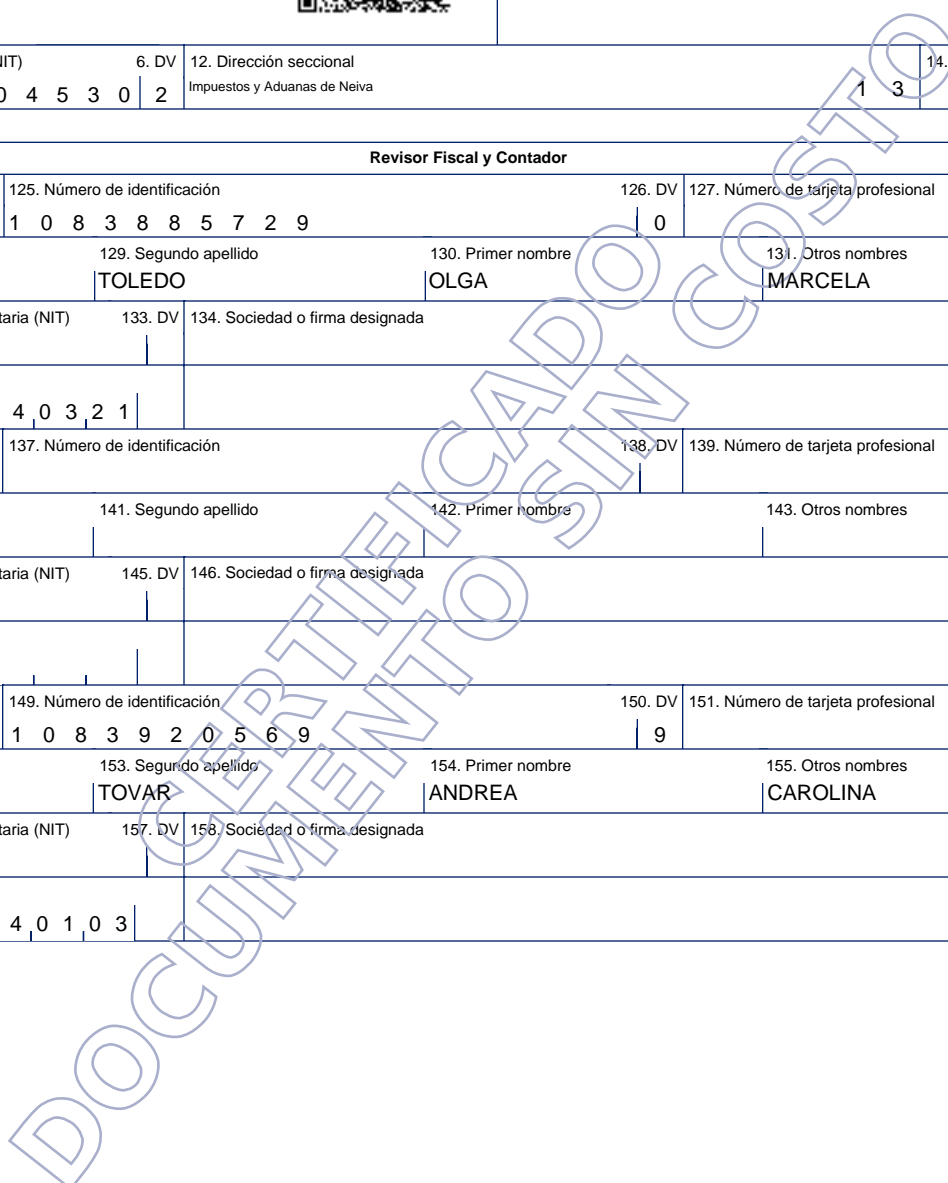 NIT) 6. DV 12. Dirección seccional 14.
0 4 5 3 0 2 Impuestos y Aduanas de Neiva 1 3
Revisor Fiscal y Contador
125. Número de identificación 126. DV 127. Número de tarjeta profesional
1 0 8 3 8 8 5 7 2 9 0
129. Segundo apellido 130. Primer nombre 131. Otros nombres
TOLEDO OLGA MARCELA
taria (NIT) 133. DV 134. Sociedad o firma designada
4 0 3 2 1
137. Número de identificación 138. DV 139. Número de tarjeta profesional
141. Segundo apellido 142. Primer nombre 143. Otros nombres
taria (NIT) 145. DV 146. Sociedad o firma designada
149. Número de identificación 150. DV 151. Número de tarjeta profesional
1 0 8 3 9 2 0 5 6 9 9
153. Segundo apellido 154. Primer nombre 155. Otros nombres
TOVAR ANDREA CAROLINA
taria (NIT) 157. DV 158. Sociedad o firma designada
4 0 1 0 3
CERTIFICADO
DOCUMENTO SIN COSTO